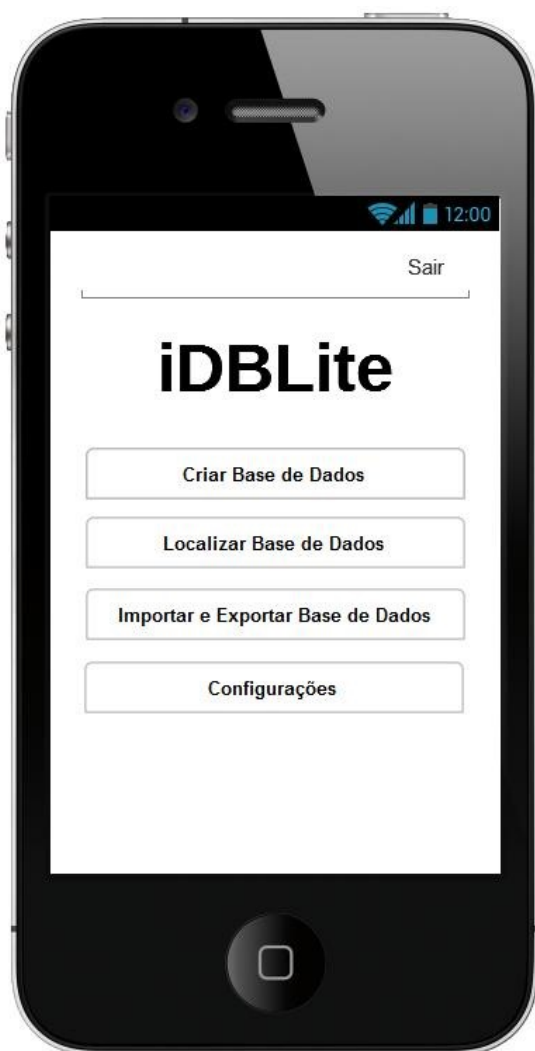 12:00
Sair
iDBLite
Criar Base de Dados
Localizar Base de Dados
Importar e Exportar Base de Dados
Configurações